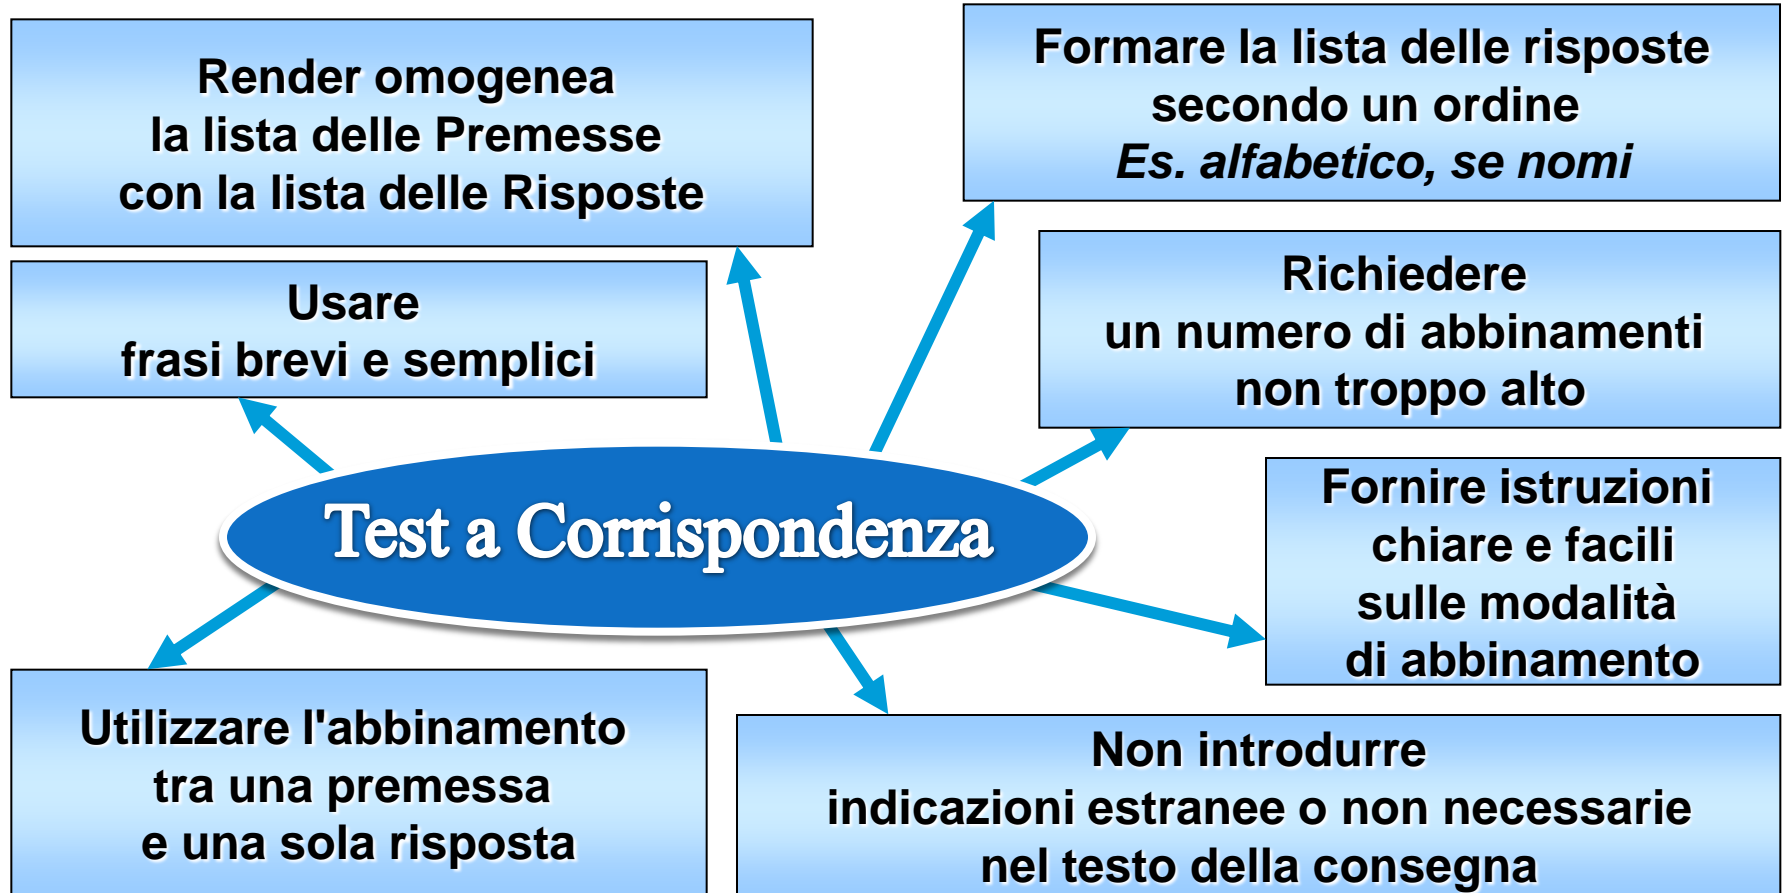 Render omogenea
la lista delle Premesse
con la lista delle Risposte
Formare la lista delle risposte
secondo un ordine
Es. alfabetico, se nomi
Usare
frasi brevi e semplici
Richiedere
un numero di abbinamenti
non troppo alto
Test a Corrispondenza
Fornire istruzioni
chiare e facili
sulle modalità
di abbinamento
Utilizzare l'abbinamento
tra una premessa
e una sola risposta
Non introdurre
indicazioni estranee o non necessarie
nel testo della consegna